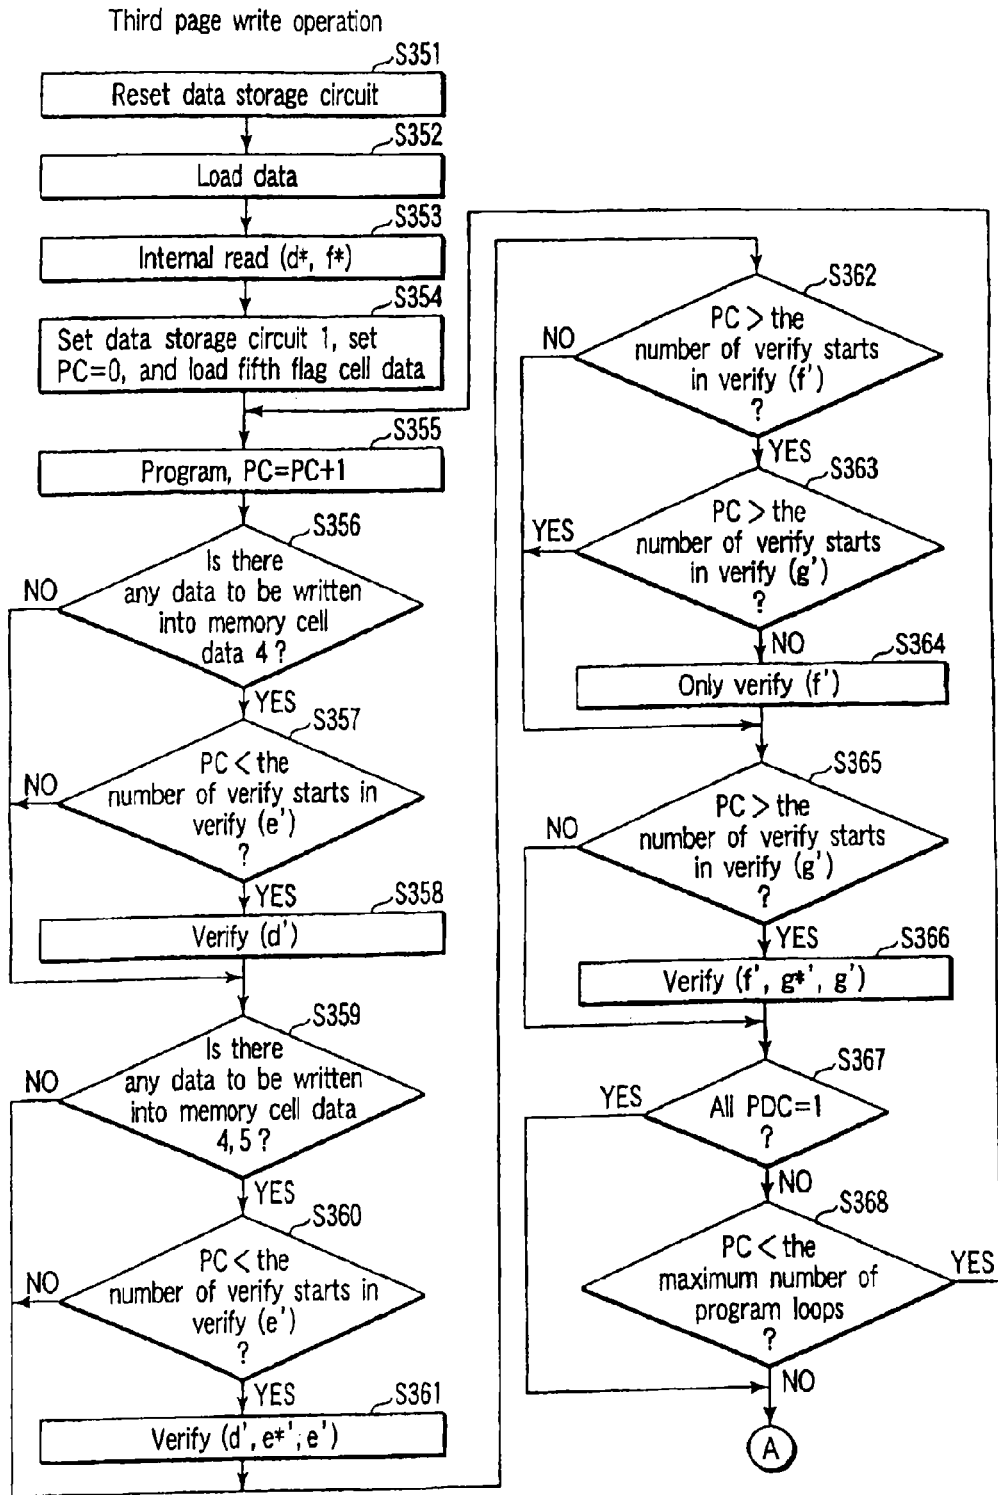 Third page write operation
S351
Reset data storage circuit
S352
Load data
S353
Internal read (d*, f*)
S354
Set data storage circuit 1, set
PC=0, and load fifth flag cell data
S355
Program, PC=PC+1
S356
Is there
any data to be written
into memory cell
data 4 ?
NO
YES
S357
PC < the
number of verify starts in
verify (e')
?
NO
YES
S358
Verify (d')
S359
Is there
any data to be written
into memory cell data
4, 5 ?
NO
YES
S360
PC < the
number of verify starts in
verify (e')
?
NO
YES
S361
Verify (d', e*', e')
S362
PC > the
number of verify starts
in verify (f')
?
NO
YES
S363
PC > the
number of verify starts
in verify (g')
?
YES
NO
S364
Only verify (f')
S365
PC > the
number of verify starts
in verify (g')
?
NO
YES
S366
Verify (f', g*', g')
S367
All PDC=1
?
YES
NO
S368
PC < the
maximum number of
program loops
?
YES
NO
A